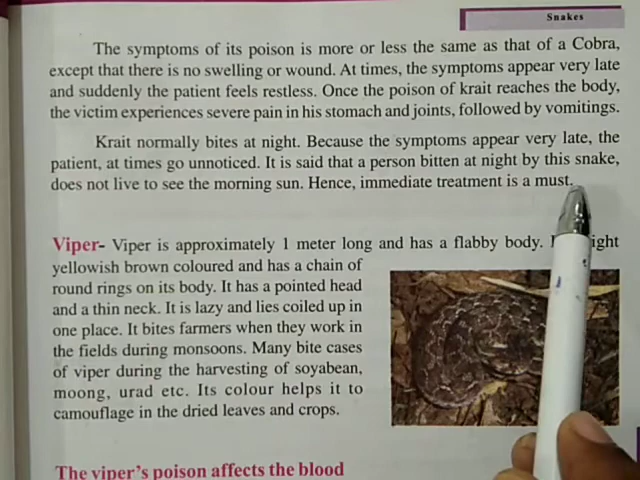 Snakes
The symptoms of its poison is more or less the same as that of a Cobra,
except that there is no swelling or wound. At times, the symptoms appear very late
and suddenly the patient feels restless. Once the poison of krait reaches the body,
the victim experiences severe pain in his stomach and joints, followed by vomitings.
Krait normally bites at night. Because the symptoms appear very late, the
patient, at times go unnoticed. It is said that a person bitten at night by this snake,
does not live to see the morning sun. Hence, immediate treatment is a must.
Viper- Viper is approximately 1 meter long and has a flabby body.
yellowish brown coloured and has a chain of
round rings on its body. It has a pointed head
and a thin neck. It is lazy and lies coiled up in
one place. It bites farmers when they work in
the fields during monsoons. Many bite cases
of viper during the harvesting of soyabean,
moong, urad etc. Its colour helps it to
camouflage in the dried leaves and crops.
The viper's poison affects the blood